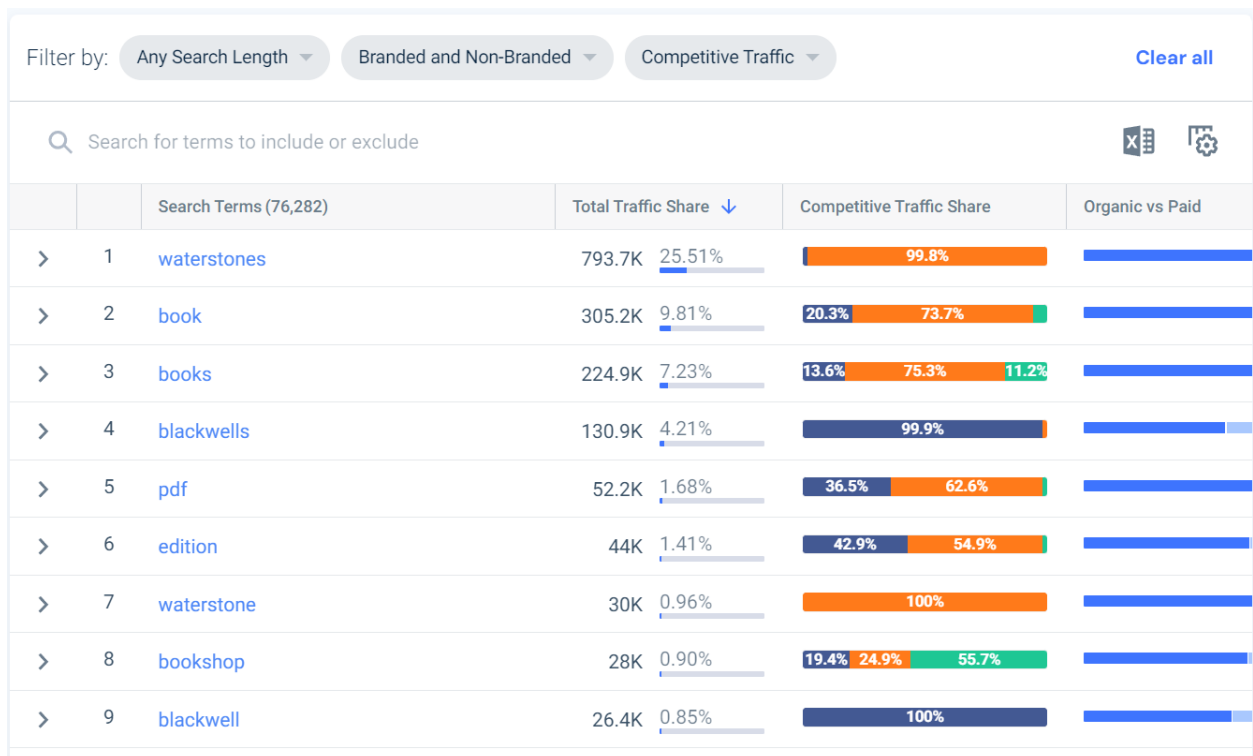 Filter by: Any Search Length Branded and Non-Branded Competitive Traffic Clear all
Search for terms to include or exclude
Search Terms (76,282) Total Traffic Share Competitive Traffic Share Organic vs Paid
1 waterstones 793.7K 25.51% 99.8%
2 book 305.2K 9.81% 20.3% 73.7%
3 books 224.9K 7.23% 13.6% 75.3% 11.2%
4 blackwells 130.9K 4.21% 99.9%
5 pdf 52.2K 1.68% 36.5% 62.6%
6 edition 44K 1.41% 42.9% 54.9%
7 waterstone 30K 0.96% 100%
8 bookshop 28K 0.90% 19.4% 24.9% 55.7%
9 blackwell 26.4K 0.85% 100%